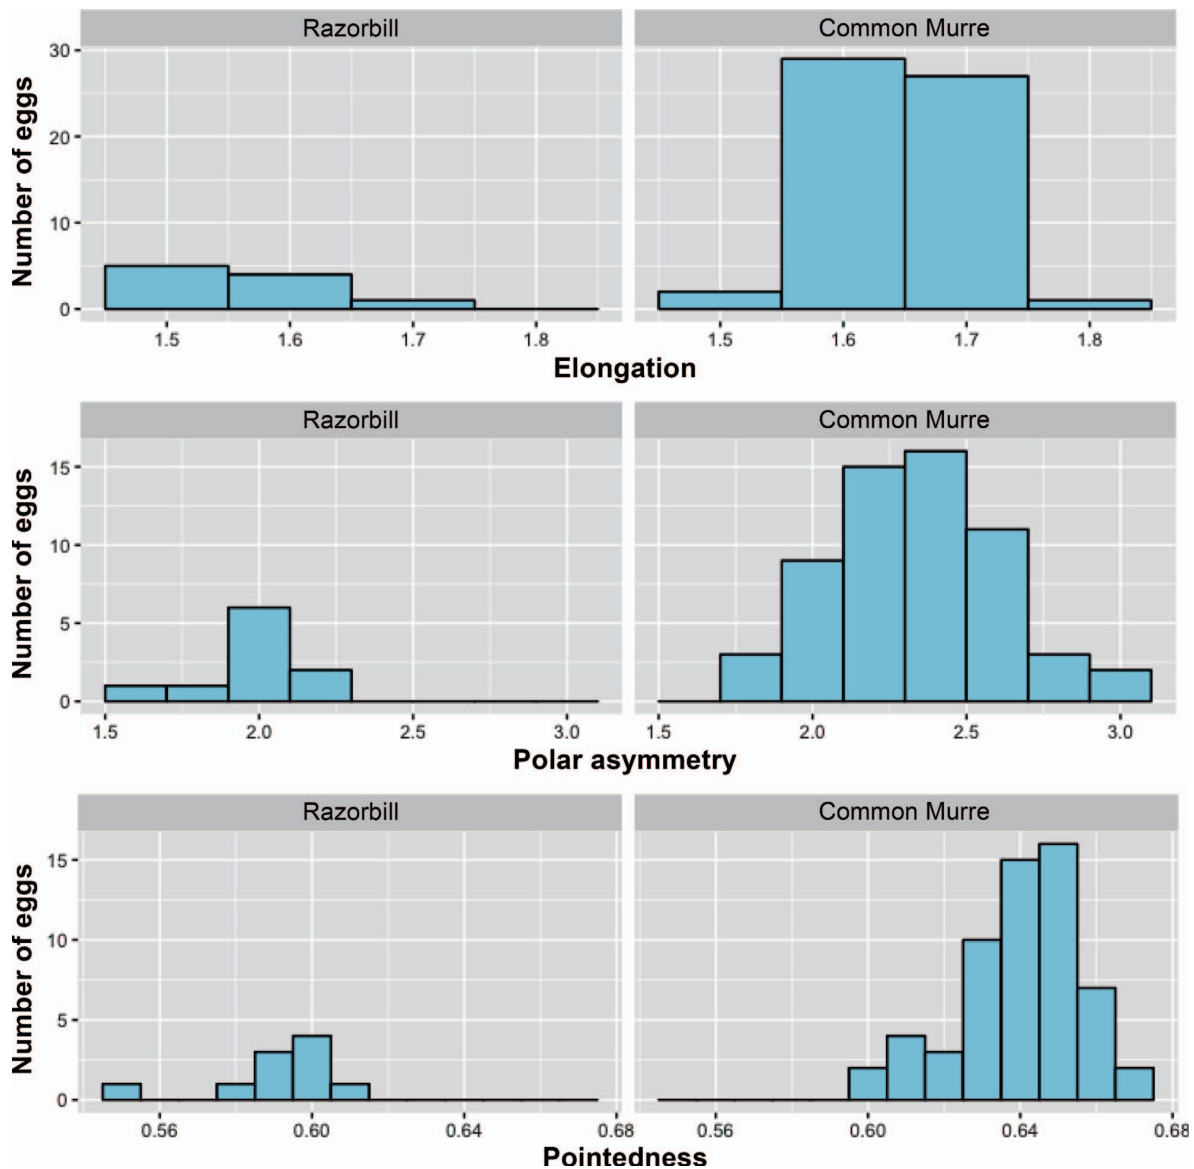 Razorbill Common Murre
Number of eggs
30
20
10
0
1.5 1.6 1.7 1.8 1.5 1.6 1.7 1.8
Elongation
Razorbill Common Murre
Number of eggs
15
10
5
0
1.5 2.0 2.5 3.0 1.5 2.0 2.5 3.0
Polar asymmetry
Razorbill Common Murre
Number of eggs
15
10
5
0
0.56 0.60 0.64 0.68 0.56 0.60 0.64 0.68
Pointedness